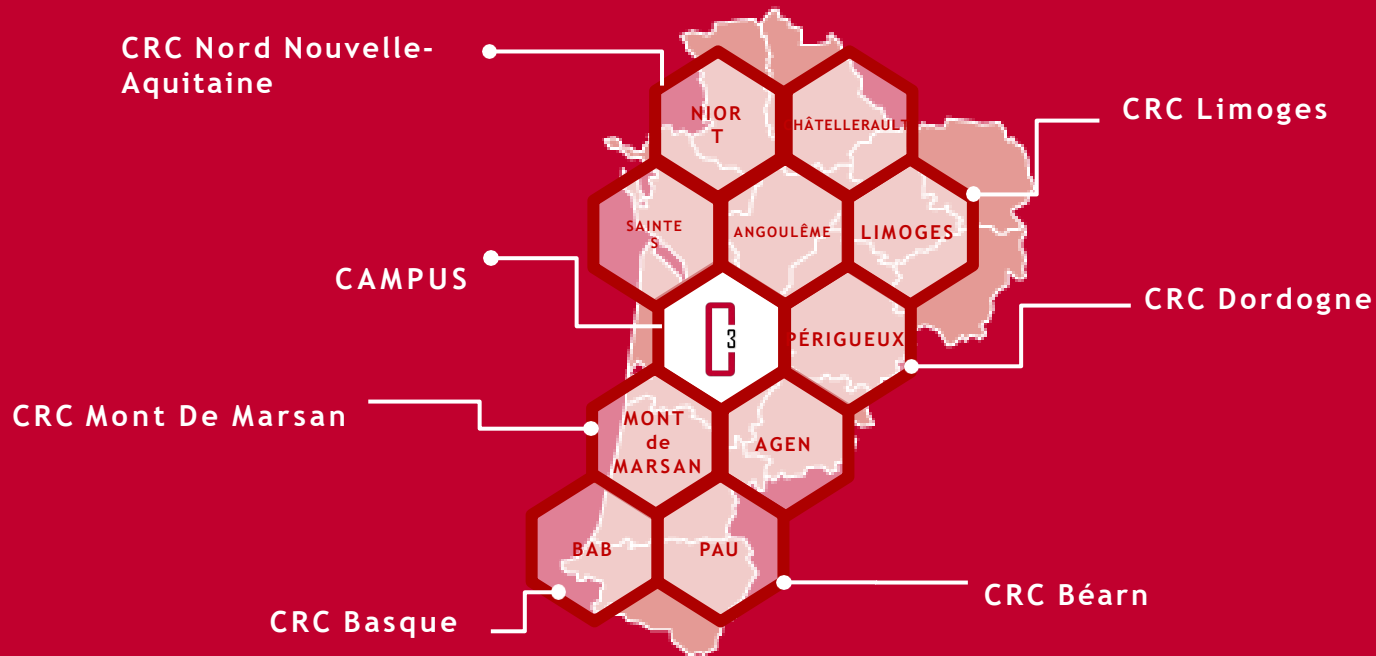 CRC Nord Nouvelle-
Aquitaine
NIOR
T
HÂTELLERAULT
CRC Limoges
SAINTE
S
ANGOULÊME
LIMOGES
CAMPUS
3
PÉRIGUEUX
CRC Dordogne
CRC Mont De Marsan
MONT
de
MARSAN
AGEN
BAB
PAU
CRC Béarn
CRC Basque